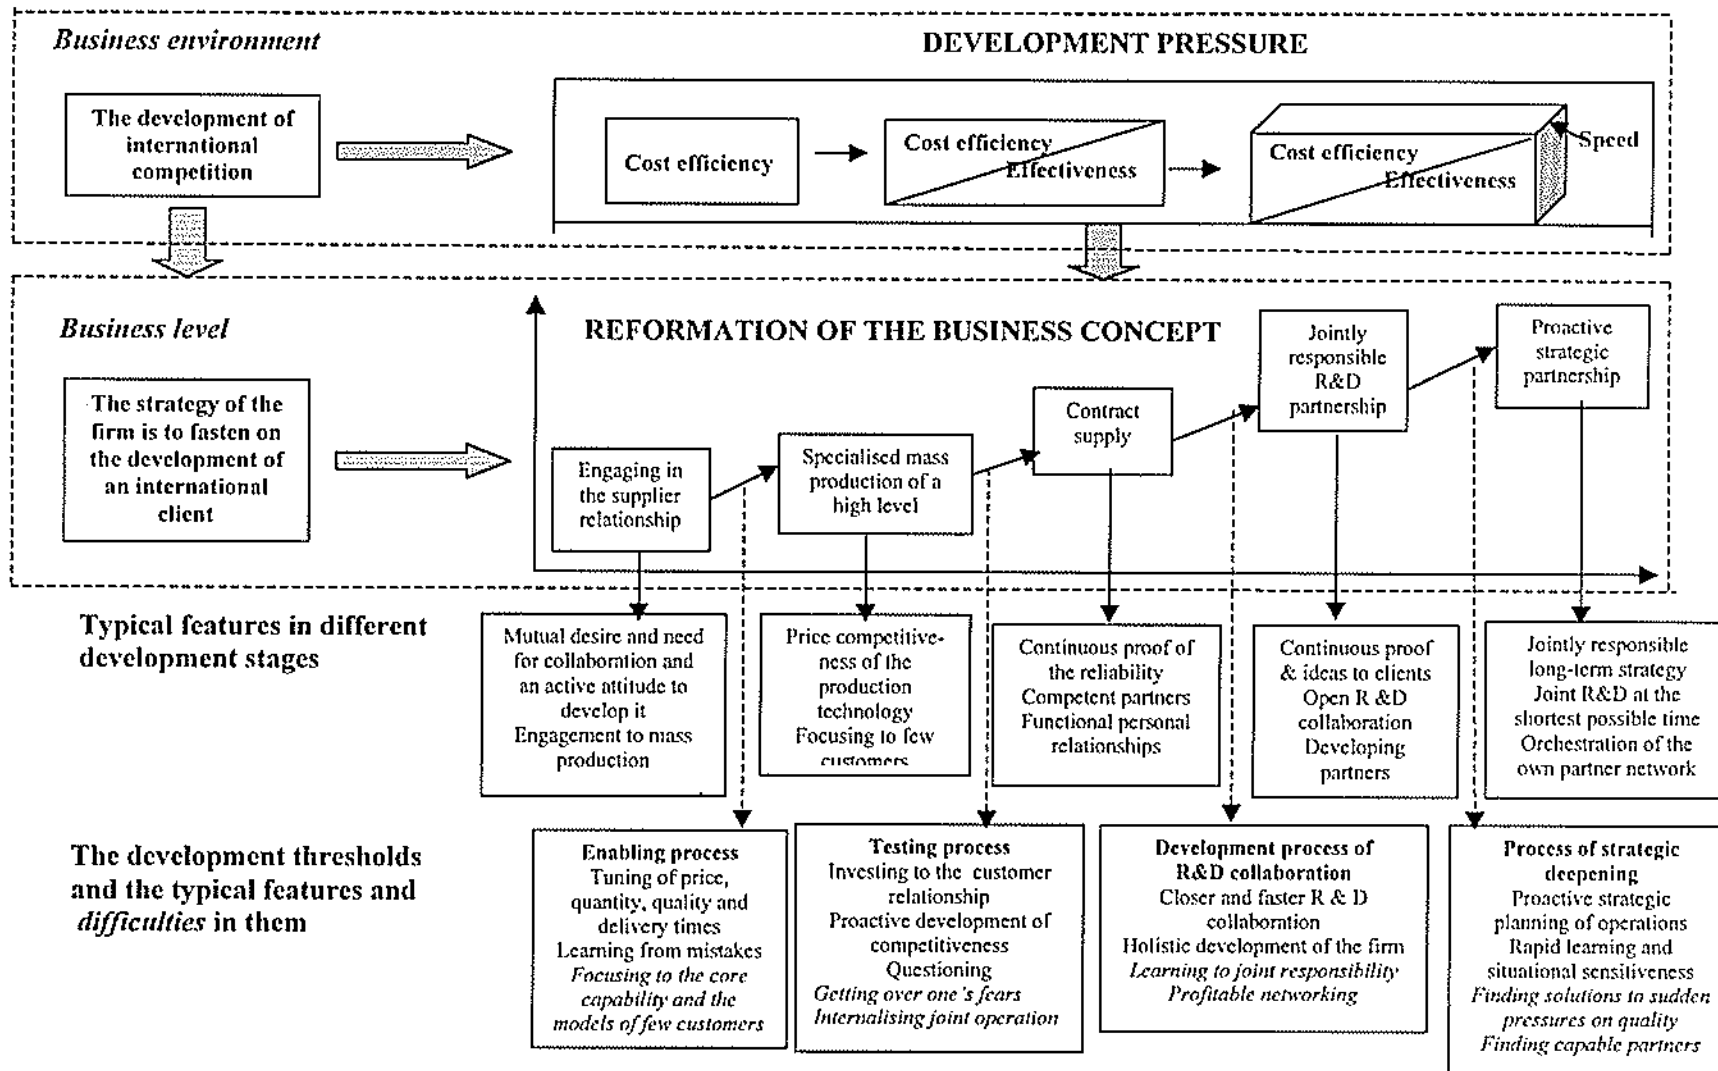 Business environment
DEVELOPMENT PRESSURE
The development of
international
competition
Cost efficiency
Cost efficiency
Effectiveness
Cost efficiency
Effectiveness
Speed
Business level
REFORMATION OF THE BUSINESS CONCEPT
The strategy of the
firm is to fasten on
the development of
an international
client
Engaging in
the supplier
relationship
Specialised mass
production of a
high level
Contract
supply
Jointly
responsible
R&D
partnership
Proactive
strategic
partnership
Typical features in different
development stages
Mutual desire and need
for collaboration and
an active attitude to
develop it
Engagement to mass
production
Price competitive-
ness of the
production
technology
Focusing to few
customers
Continuous proof of
the reliability
Competent partners
Functional personal
relationships
Continuous proof
& ideas to clients
Open R &D
collaboration
Developing
partners
Jointly responsible
long-term strategy
Joint R&D at the
shortest possible time
Orchestration of the
own partner network
The development thresholds
and the typical features and
difficulties in them
Enabling process
Tuning of price,
quantity, quality and
delivery times
Learning from mistakes
Focusing to the core
capability and the
models of few customers
Testing process
Investing to the customer
relationship
Proactive development of
competitiveness
Questioning
Getting over one's fears
Internalising joint operation
Development process of
R&D collaboration
Closer and faster R & D
collaboration
Holistic development of the firm
Learning to joint responsibility
Profitable networking
Process of strategic
deepening
Proactive strategic
planning of operations
Rapid learning and
situational sensitiveness
Finding solutions to sudden
pressures on quality
Finding capable partners